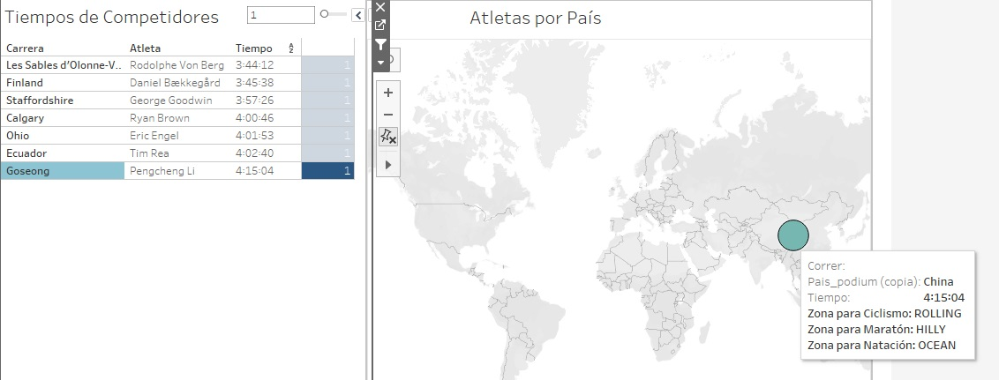 Tiempos de Competidores
1
Atletas por País
Carrera Atleta Tiempo
Les Sables d'Olonne-V.. Rodolphe Von Berg 3:44:12 1
Finland Daniel Bækkegård 3:45:38 1
Staffordshire George Goodwin 3:57:26 1
Calgary Ryan Brown 4:00:46 1
Ohio Eric Engel 4:01:53 1
Ecuador Tim Rea 4:02:40 1
Goseong Pengcheng Li 4:15:04 1
Correr:
Pais_podium (copia): China
Tiempo: 4:15:04
Zona para Ciclismo: ROLLING
Zona para Maratón: HILLY
Zona para Natación: OCEAN